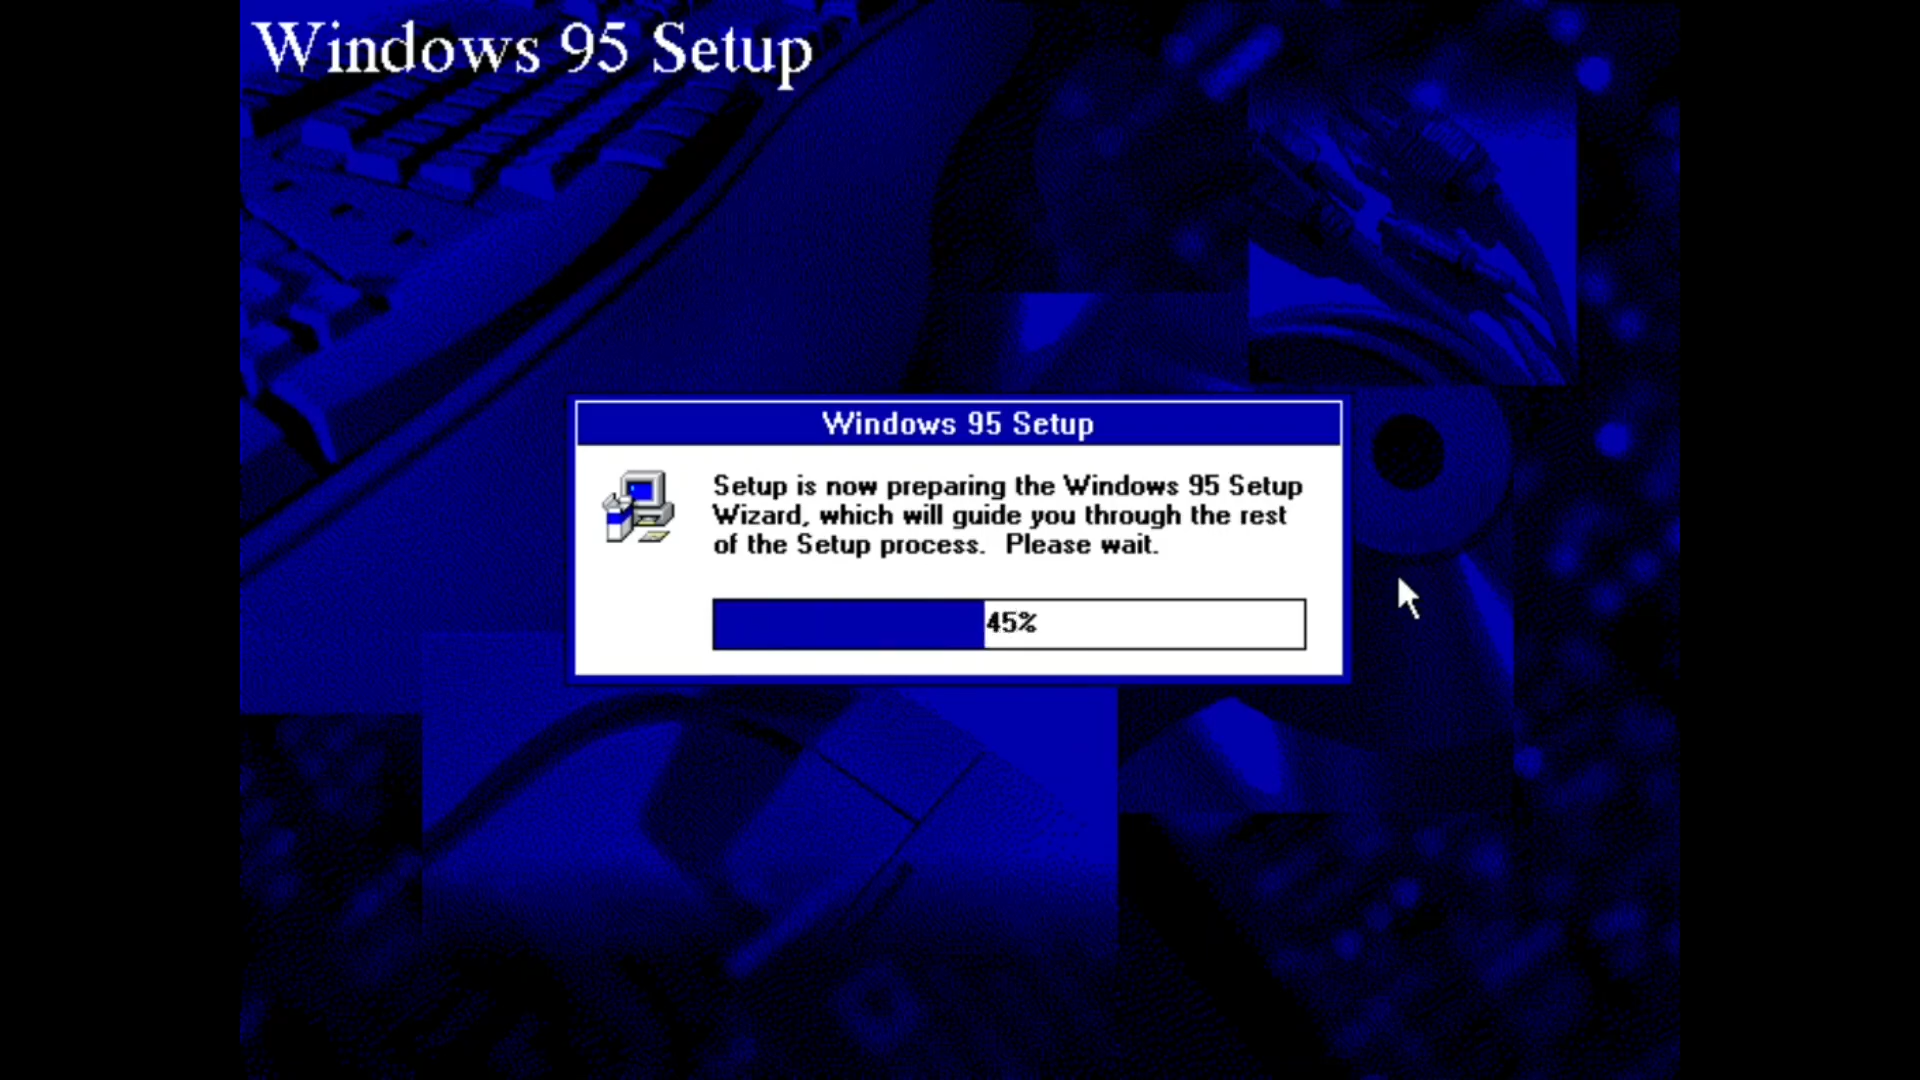 Windows 95 Setup
Windows 95 Setup
Setup is now preparing the Windows 95 Setup
Wizard, which will guide you through the rest
of the Setup process.  Please wait.
45%